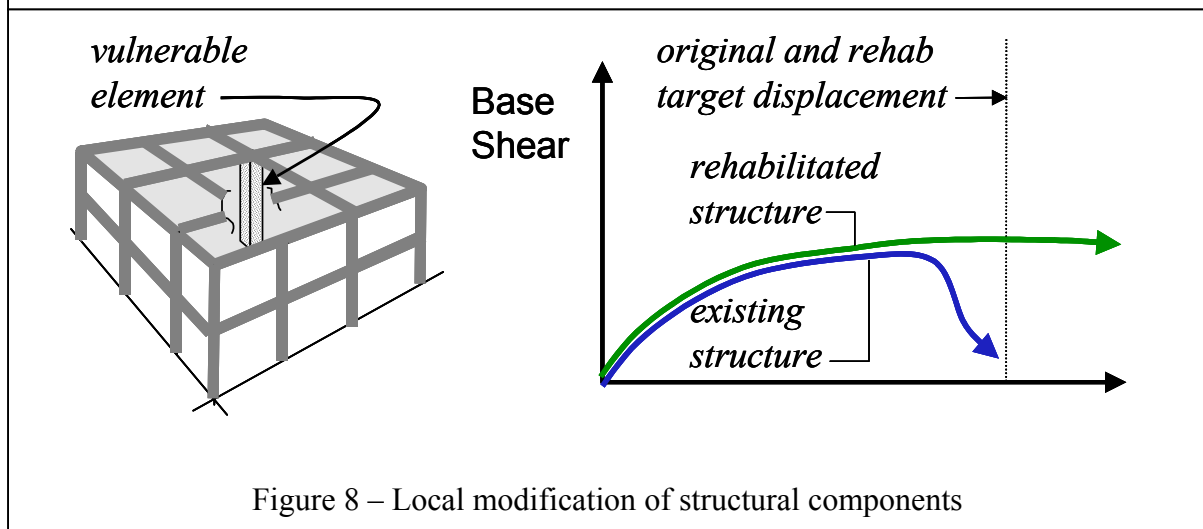 vulnerable
element
Base
Shear
original and rehab
target displacement
rehabilitated
structure
existing
structure
Figure 8 – Local modification of structural components